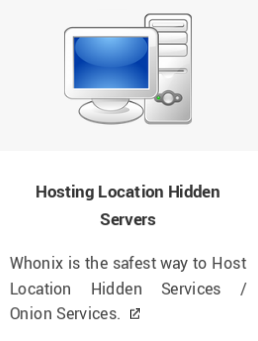 Hosting Location Hidden
Servers
Whonix is the safest way to Host
Location Hidden Services /
Onion Services.